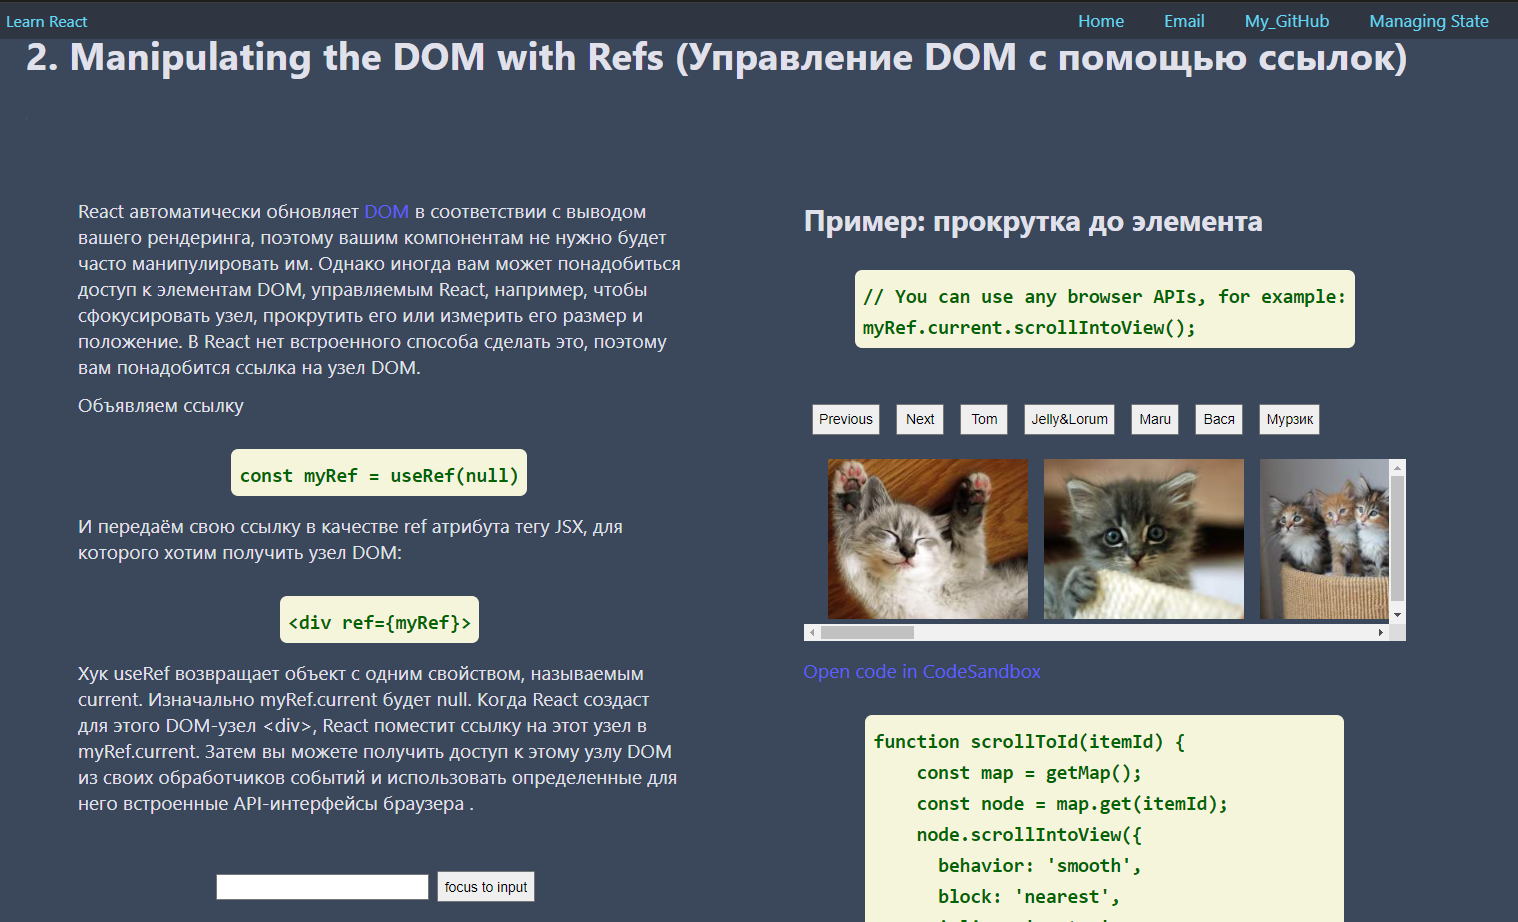 Learn React
Home Email My_GitHub Managing State
2. Manipulating the DOM with Refs (Управление DOM с помощью ссылок)
React автоматически обновляет DOM в соответствии с выводом
вашего рендеринга, поэтому вашим компонентам не нужно будет
часто манипулировать им. Однако иногда вам может понадобиться
доступ к элементам DOM, управляемым React, например, чтобы
сфокусировать узел, прокрутить его или измерить его размер и
положение. В React нет встроенного способа сделать это, поэтому
вам понадобится ссылка на узел DOM.
Объявляем ссылку
const myRef = useRef(null)
И передаём свою ссылку в качестве ref атрибута тегу JSX, для
которого хотим получить узел DOM:
<div ref={myRef}>
Хук useRef возвращает объект с одним свойством, называемым
current. Изначально myRef.current будет null. Когда React создаст
для этого DOM-узел <div>, React поместит ссылку на этот узел в
myRef.current. Затем вы можете получить доступ к этому узлу DOM
из своих обработчиков событий и использовать определенные для
него встроенные API-интерфейсы браузера .
focus to input
Пример: прокрутка до элемента
// You can use any browser APIs, for example:
myRef.current.scrollIntoView();
Previous Next Tom Jelly&Lorum Maru Вася Мурзик
Open code in CodeSandbox
function scrollToId(itemId) {
const map = getMap();
const node = map.get(itemId);
node.scrollIntoView({
behavior: 'smooth',
block: 'nearest',